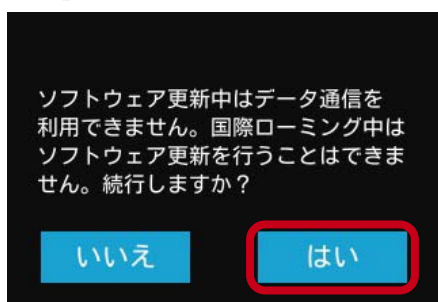 ソフトウェア更新中はデータ通信を
利用できません。国際ローミング中は
ソフトウェア更新を行うことはできま
せん。続行しますか？
いいえ
はい